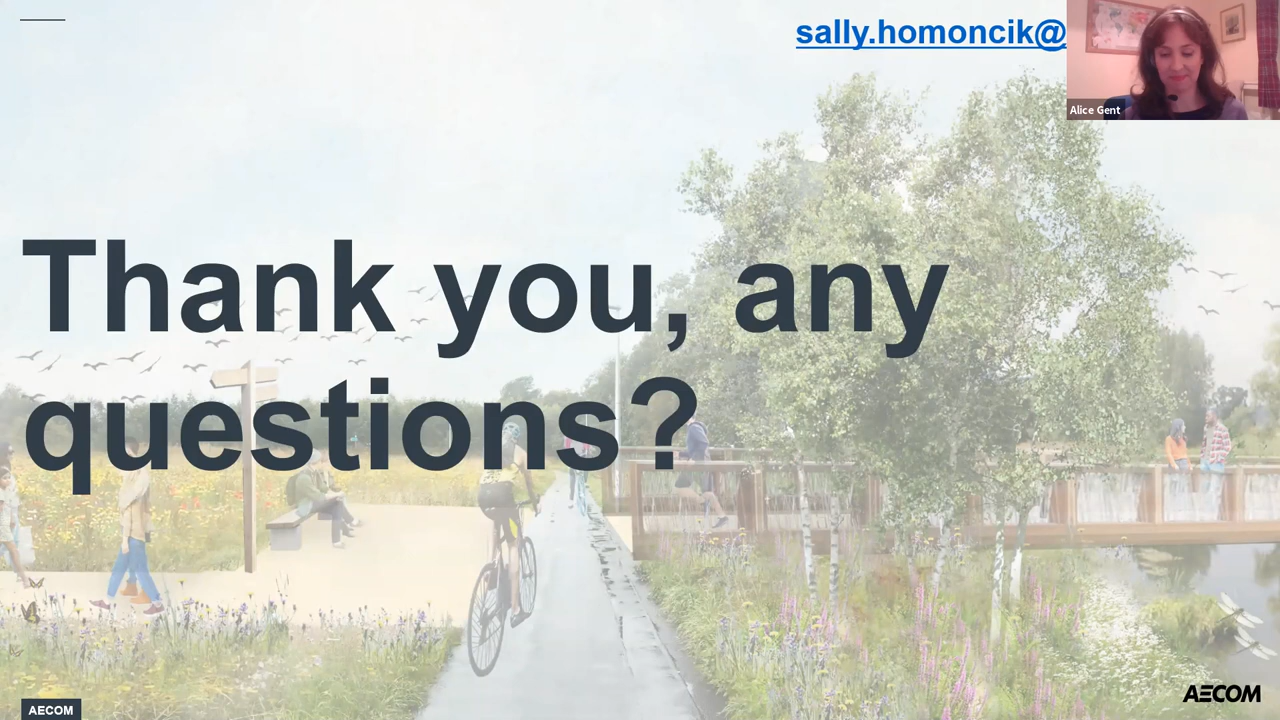 sally.homoncik@
Alice Gent
Thank you, any
questions?
AECOM
AECOM